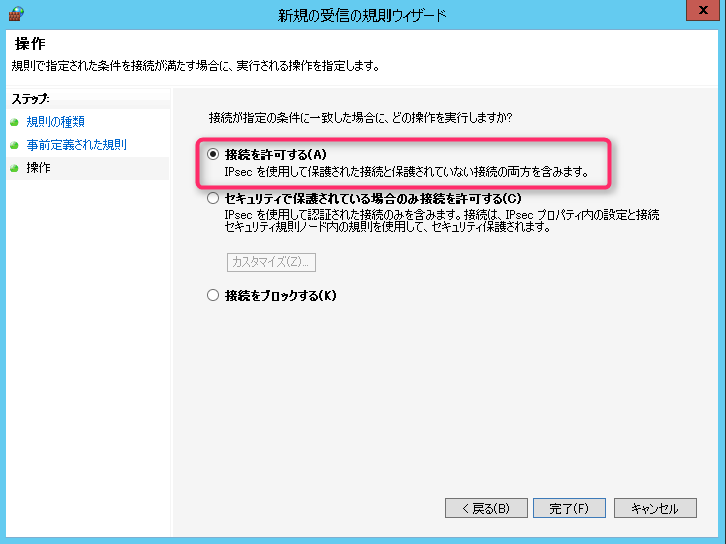 新規の受信の規則ウィザード
x
操作
規則で指定された条件を接続が満たす場合に、実行される操作を指定します。
ステップ:
規則の種類
事前定義された規則
操作
接続が指定の条件に一致した場合に、どの操作を実行しますか?
接続を許可する(A)
IPsec を使用して保護された接続と保護されていない接続の両方を含みます。
セキュリティで保護されている場合のみ接続を許可する(C)
IPsec を使用して認証された接続のみを含みます。接続は、IPsec プロパティ内の設定と接続
セキュリティ規則ノード内の規則を使用して、セキュリティ保護されます。
カスタマイズ(Z)...
接続をブロックする(K)
< 戻る(B)
完了(F)
キャンセル